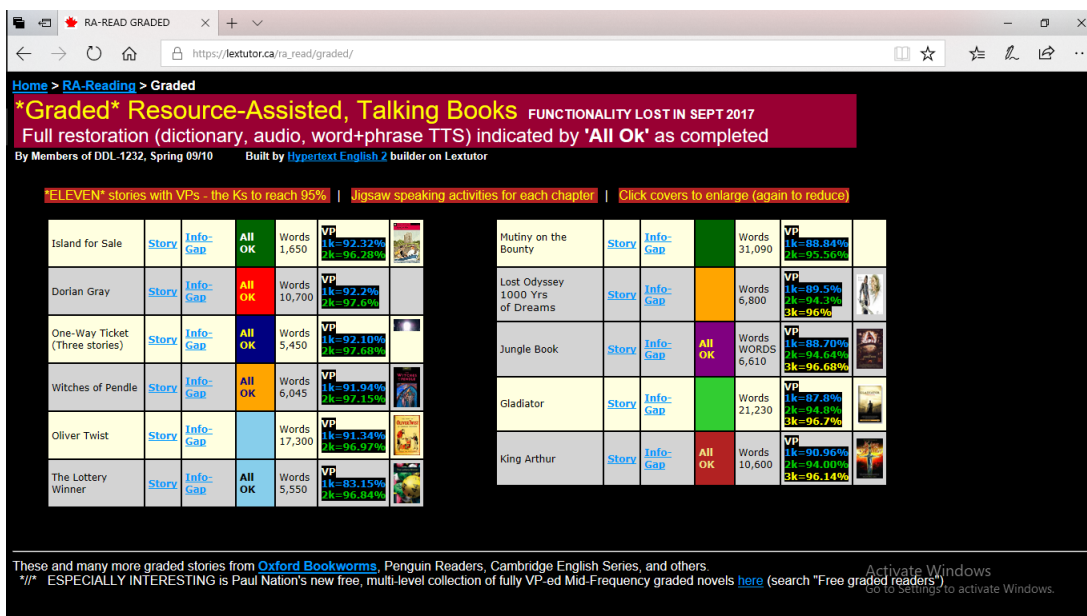 RA-READ GRADED
https://lextutor.ca/ra_read/graded/
Home > RA-Reading > Graded
*Graded* Resource-Assisted, Talking Books FUNCTIONALITY LOST IN SEPT 2017
Full restoration (dictionary, audio, word+phrase TTS) indicated by 'All Ok' as completed
By Members of DDL-1232, Spring 09/10 Built by Hypertext English 2 builder on Lextutor
*ELEVEN* stories with VPs - the Ks to reach 95% | Jigsaw speaking activities for each chapter | Click covers to enlarge (again to reduce)
Island for Sale
Story
Info-
Gap
All
OK
Words
1,650
VP
1k=92.32%
2k=96.28%
Dorian Gray
Story
Info-
Gap
All
OK
Words
10,700
VP
1k=92.2%
2k=97.6%
One-Way Ticket
(Three stories)
Story
Info-
Gap
All
OK
Words
5,450
VP
1k=92.10%
2k=97.68%
Witches of Pendle
Story
Info-
Gap
All
OK
Words
6,045
VP
1k=91.94%
2k=97.15%
Oliver Twist
Story
Info-
Gap
Words
17,300
VP
1k=91.34%
2k=96.97%
The Lottery
Winner
Story
Info-
Gap
All
OK
Words
5,550
VP
1k=83.15%
2k=96.84%
Mutiny on the
Bounty
Story
Info-
Gap
Words
31,090
VP
1k=88.84%
2k=95.56%
Lost Odyssey
1000 Yrs
of Dreams
Story
Info-
Gap
Words
6,800
VP
1k=89.5%
2k=94.3%
3k=96%
Jungle Book
Story
Info-
Gap
All
OK
Words
WORDS
6,610
VP
1k=88.70%
2k=94.64%
3k=96.68%
Gladiator
Story
Info-
Gap
Words
21,230
VP
1k=87.8%
2k=94.8%
3k=96.7%
King Arthur
Story
Info-
Gap
All
OK
Words
10,600
VP
1k=90.96%
2k=94.00%
3k=96.14%
These and many more graded stories from Oxford Bookworms, Penguin Readers, Cambridge English Series, and others.
*//* ESPECIALLY INTERESTING is Paul Nation's new free, multi-level collection of fully VP-ed Mid-Frequency graded novels here (search "Free graded readers")
Activate Windows
Go to Settings to activate Windows.